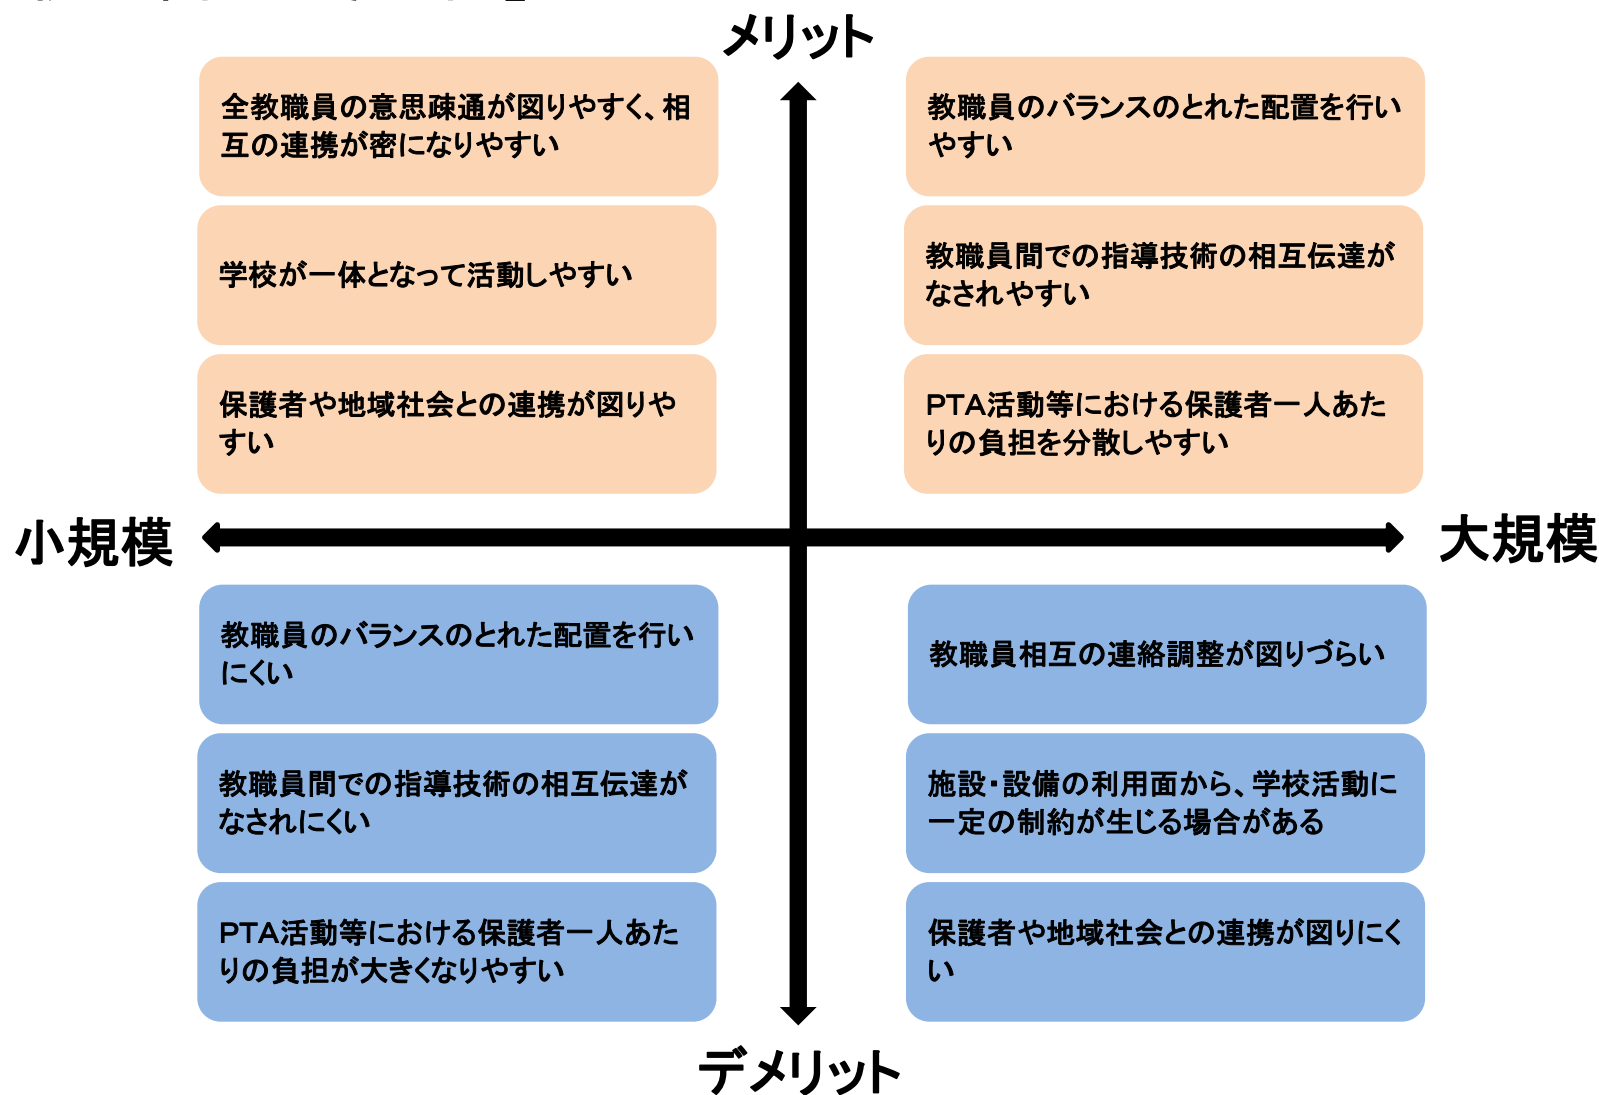 メリット
全教職員の意思疎通が図りやすく、相
互の連携が密になりやすい
学校が一体となって活動しやすい
保護者や地域社会との連携が図りや
すい
教職員のバランスのとれた配置を行い
やすい
教職員間での指導技術の相互伝達が
なされやすい
PTA活動等における保護者一人あた
りの負担を分散しやすい
小規模
大規模
教職員のバランスのとれた配置を行い
にくい
教職員間での指導技術の相互伝達が
なされにくい
PTA活動等における保護者一人あた
りの負担が大きくなりやすい
教職員相互の連絡調整が図りづらい
施設・設備の利用面から、学校活動に
一定の制約が生じる場合がある
保護者や地域社会との連携が図りにく
い
デメリット